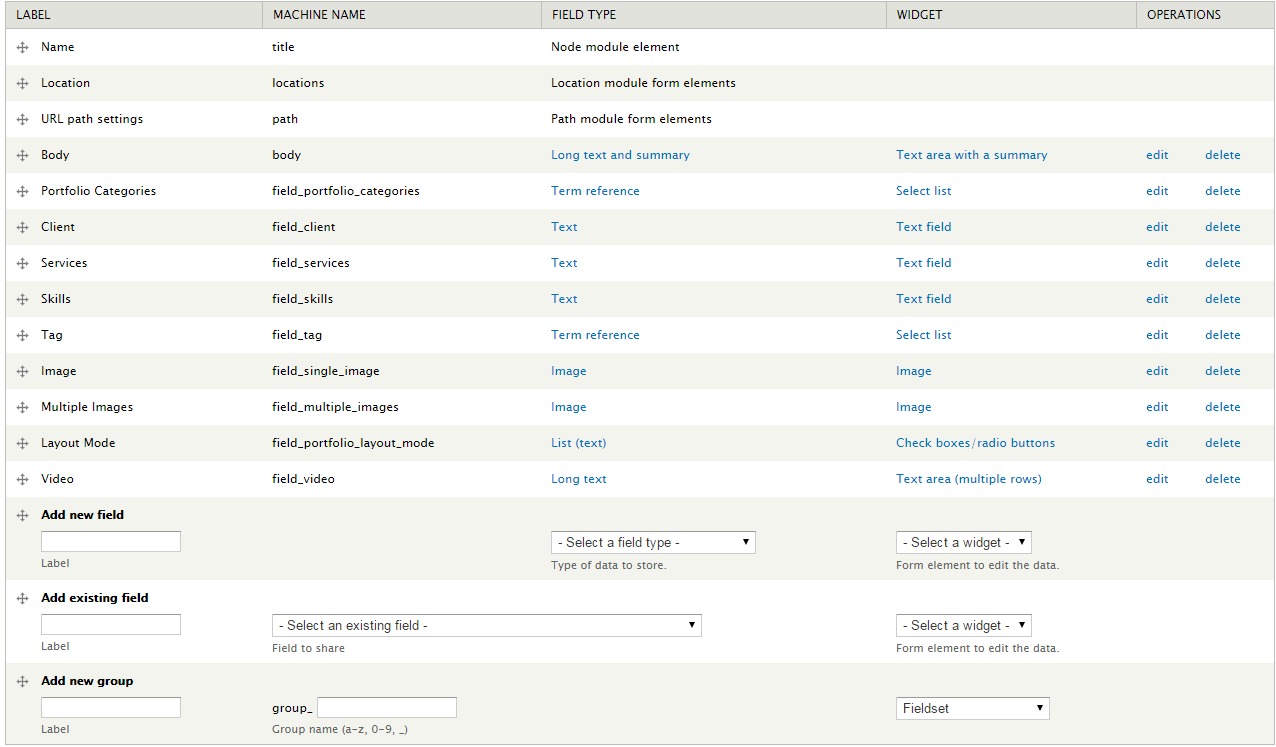 LABEL MACHINE NAME FIELD TYPE WIDGET OPERATIONS
Name title Node module element
Location locations Location module form elements
URL path settings path Path module form elements
Body body Long text and summary Text area with a summary edit delete
Portfolio Categories field_portfolio_categories Term reference Select list edit delete
Client field_client Text Text field edit delete
Services field_services Text Text field edit delete
Skills field_skills Text Text field edit delete
Tag field_tag Term reference Select list edit delete
Image field_single_image Image Image edit delete
Multiple Images field_multiple_images Image Image edit delete
Layout Mode field_portfolio_layout_mode List (text) Check boxes/radio buttons edit delete
Video field_video Long text Text area (multiple rows) edit delete
Add new field
- Select a field type - - Select a widget -
Label Type of data to store. Form element to edit the data.
Add existing field
- Select an existing field - - Select a widget -
Label Field to share Form element to edit the data.
Add new group
group_ Fieldset
Label Group name (a-z, 0-9, _)